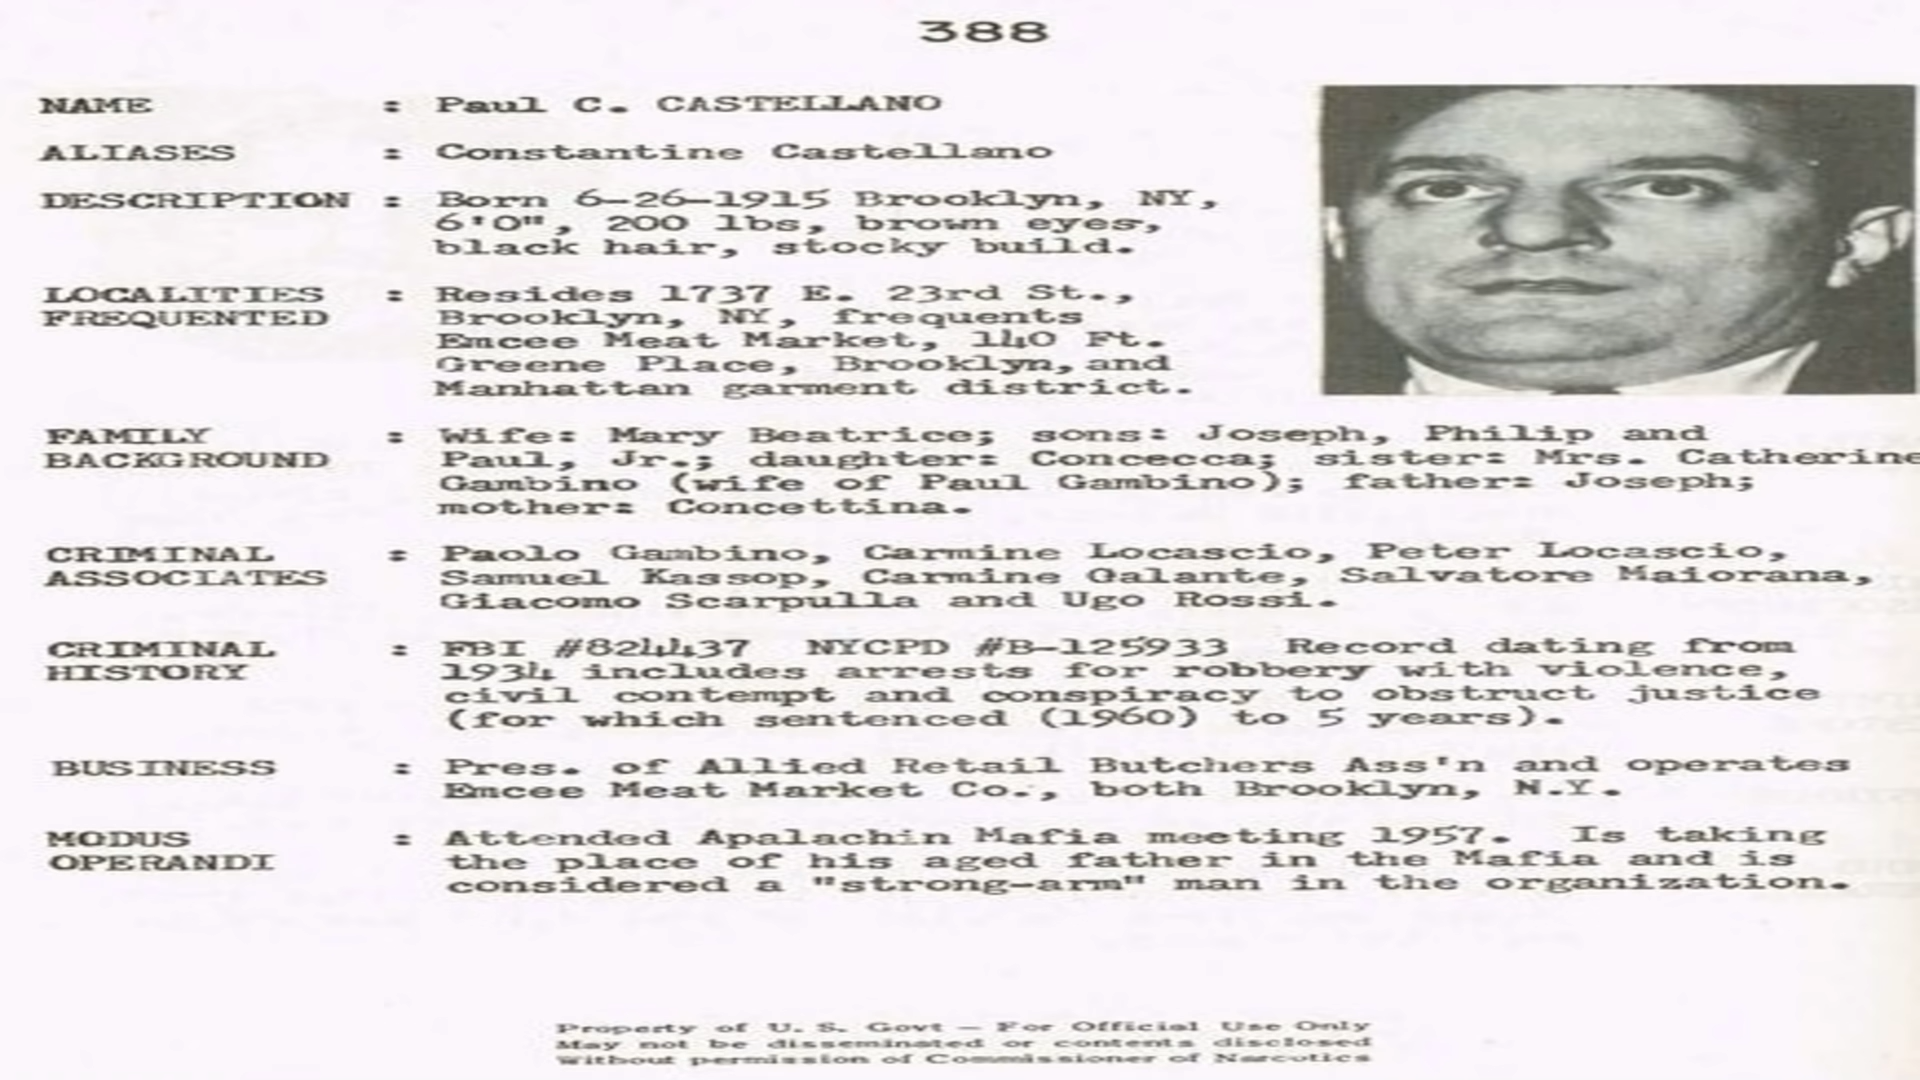 388
NAME : Paul C. CASTELLANO
ALIASES : Constantine Castellano
DESCRIPTION : Born 6-26-1915 Brooklyn, NY,
6'0", 200 lbs, brown eyes,
black hair, stocky build.
LOCALITIES : Resides 1737 E. 23rd St.,
FREQUENTED Brooklyn, NY, frequents
Emcee Meat Market, 140 Ft.
Greene Place, Brooklyn, and
Manhattan garment district.
FAMILY : Wife: Mary Beatrice; sons: Joseph, Philip and
BACKGROUND Paul, Jr.; daughter: Concecca; sister: Mrs. Catherine
Gambino (wife of Paul Gambino); father: Joseph;
mother: Concettina.
CRIMINAL : Paolo Gambino, Carmine Locascio, Peter Locascio,
ASSOCIATES Samuel Kassop, Carmine Galante, Salvatore Maiorana,
Giacomo Scarpulla and Ugo Rossi.
CRIMINAL : FBI #824437 NYCPD #B-125933 Record dating from
HISTORY 1934 includes arrests for robbery with violence,
civil contempt and conspiracy to obstruct justice
(for which sentenced (1960) to 5 years).
BUSINESS : Pres. of Allied Retail Butchers Ass'n and operates
Emcee Meat Market Co., both Brooklyn, N.Y.
MODUS : Attended Apalachin Mafia meeting 1957. Is taking
OPERANDI the place of his aged father in the Mafia and is
considered a "strong-arm" man in the organization.
Property of U. S. Govt — For Official Use Only
May not be disseminated or contents disclosed
Without permission of Commissioner of Narcotics